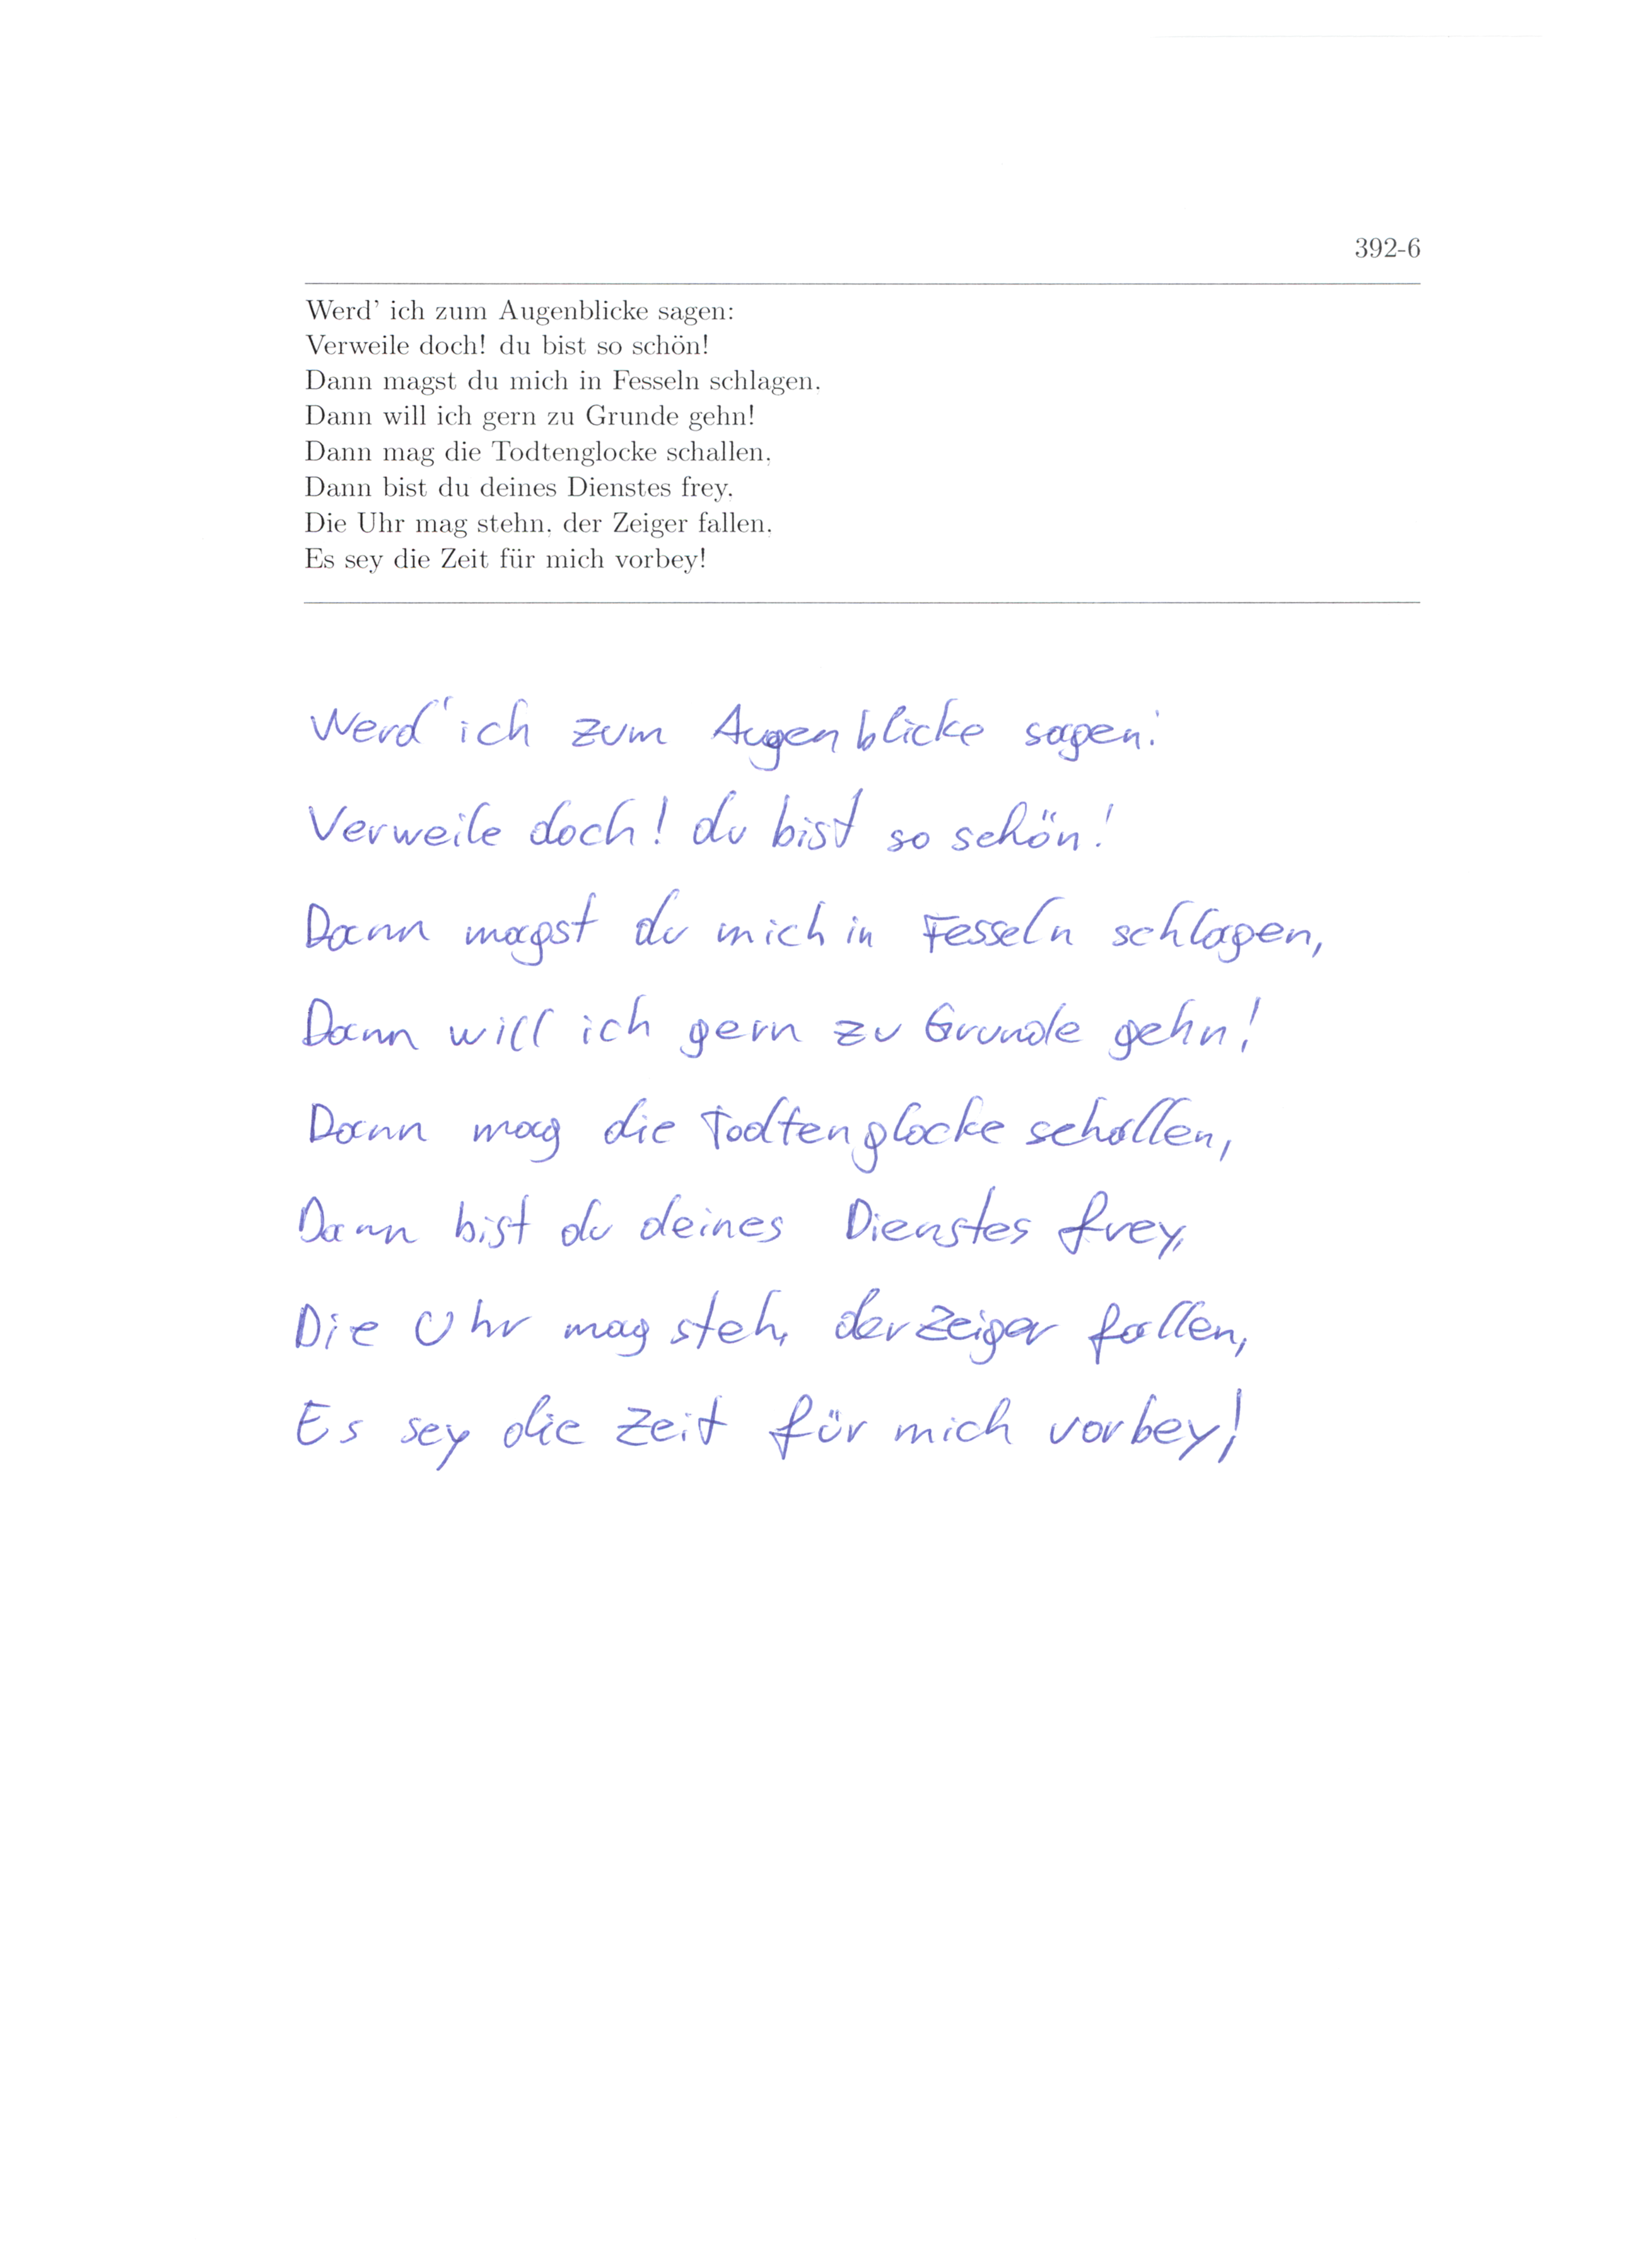 392-6
Werd' ich zum Augenblicke sagen:
Verweile doch! du bist so schön!
Dann magst du mich in Fesseln schlagen,
Dann will ich gern zu Grunde gehn!
Dann mag die Todtenglocke schallen,
Dann bist du deines Dienstes frey,
Die Uhr mag stehn, der Zeiger fallen,
Es sey die Zeit für mich vorbey!
Werd' ich zum Augenblicke sagen:
Verweile doch! du bist so schön!
Dann magst du mich in Fesseln schlagen,
Dann will ich gern zu Grunde gehn!
Dann mag die Todtenglocke schallen,
Dann bist du deines Dienstes frey,
Die Uhr mag steh, der Zeiger fallen,
Es sey die Zeit für mich vorbey!